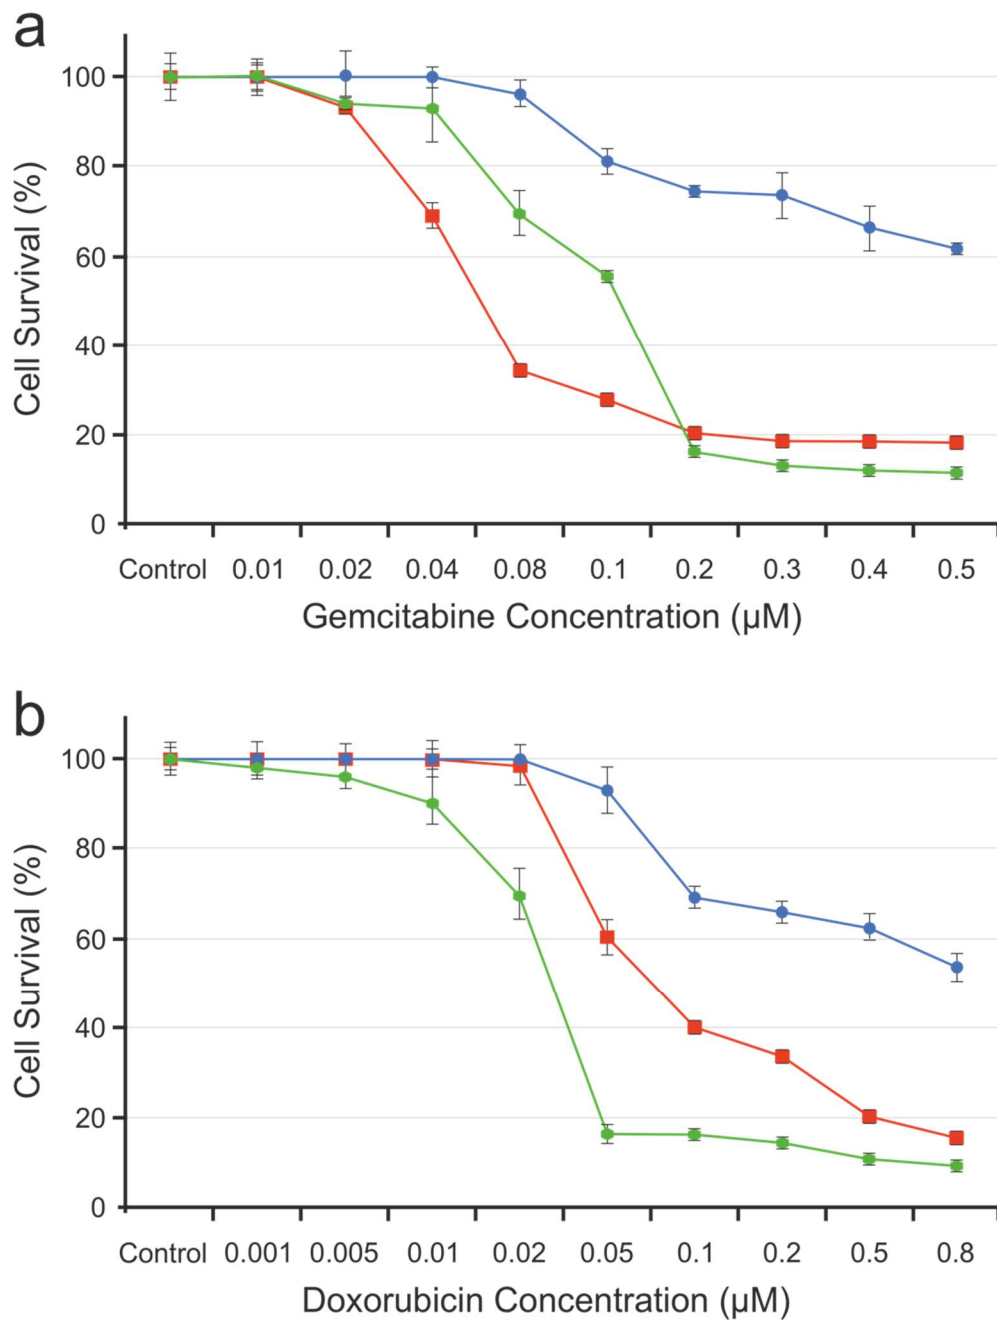 a
100
80
60
40
20
0
Cell Survival (%)
Control 0.01 0.02 0.04 0.08 0.1 0.2 0.3 0.4 0.5
Gemcitabine Concentration (μM)
b
100
80
60
40
20
0
Cell Survival (%)
Control 0.001 0.005 0.01 0.02 0.05 0.1 0.2 0.5 0.8
Doxorubicin Concentration (μM)